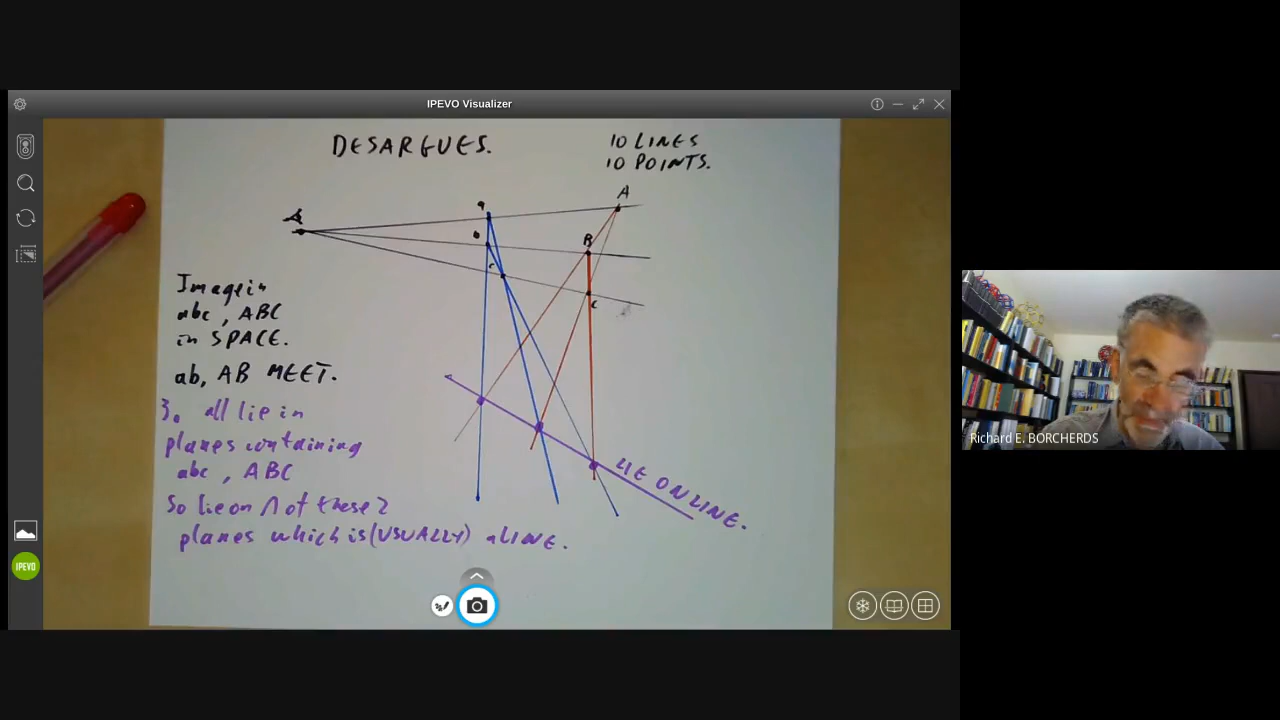 IPEVO Visualizer
DESARGUES.
10 LINES
10 POINTS.
A
a
b
B
c
c
Image in
abc, ABC
in SPACE.
ab, AB MEET.
3. all lie in
planes containing
abc, ABC
So lie on ∩ of these 2
planes which is (USUALLY) a LINE.
LIE ON LINE.
IPEVO
Richard E. BORCHERDS